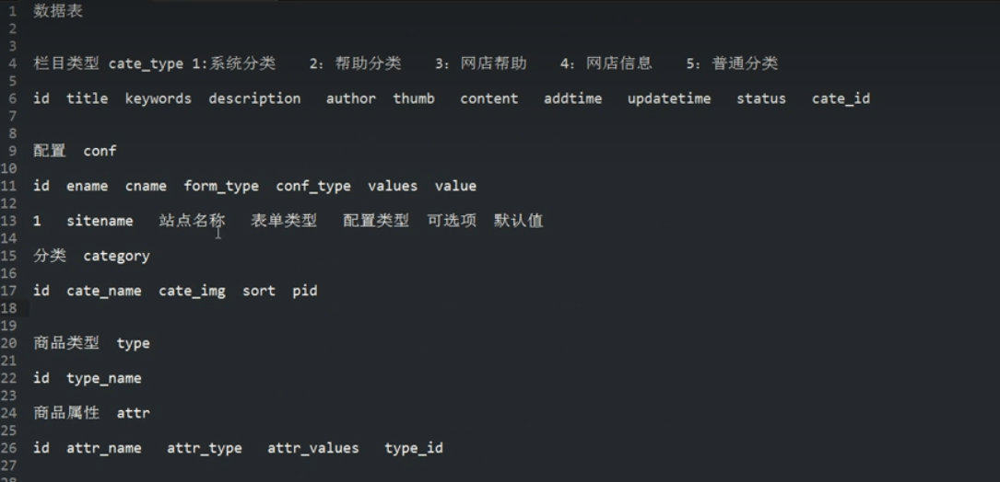 1 数据表
2
3
4 栏目类型 cate_type 1:系统分类 2: 帮助分类 3: 网店帮助 4: 网店信息 5: 普通分类
5
6 id title keywords description author thumb content addtime updatetime status cate_id
7
8
9 配置 conf
10
11 id ename cname form_type conf_type values value
12
13 1 sitename 站点名称 表单类型 配置类型 可选项 默认值
14
15 分类 category
16
17 id cate_name cate_img sort pid
18
19
20 商品类型 type
21
22 id type_name
23
24 商品属性 attr
25
26 id attr_name attr_type attr_values type_id
27
28